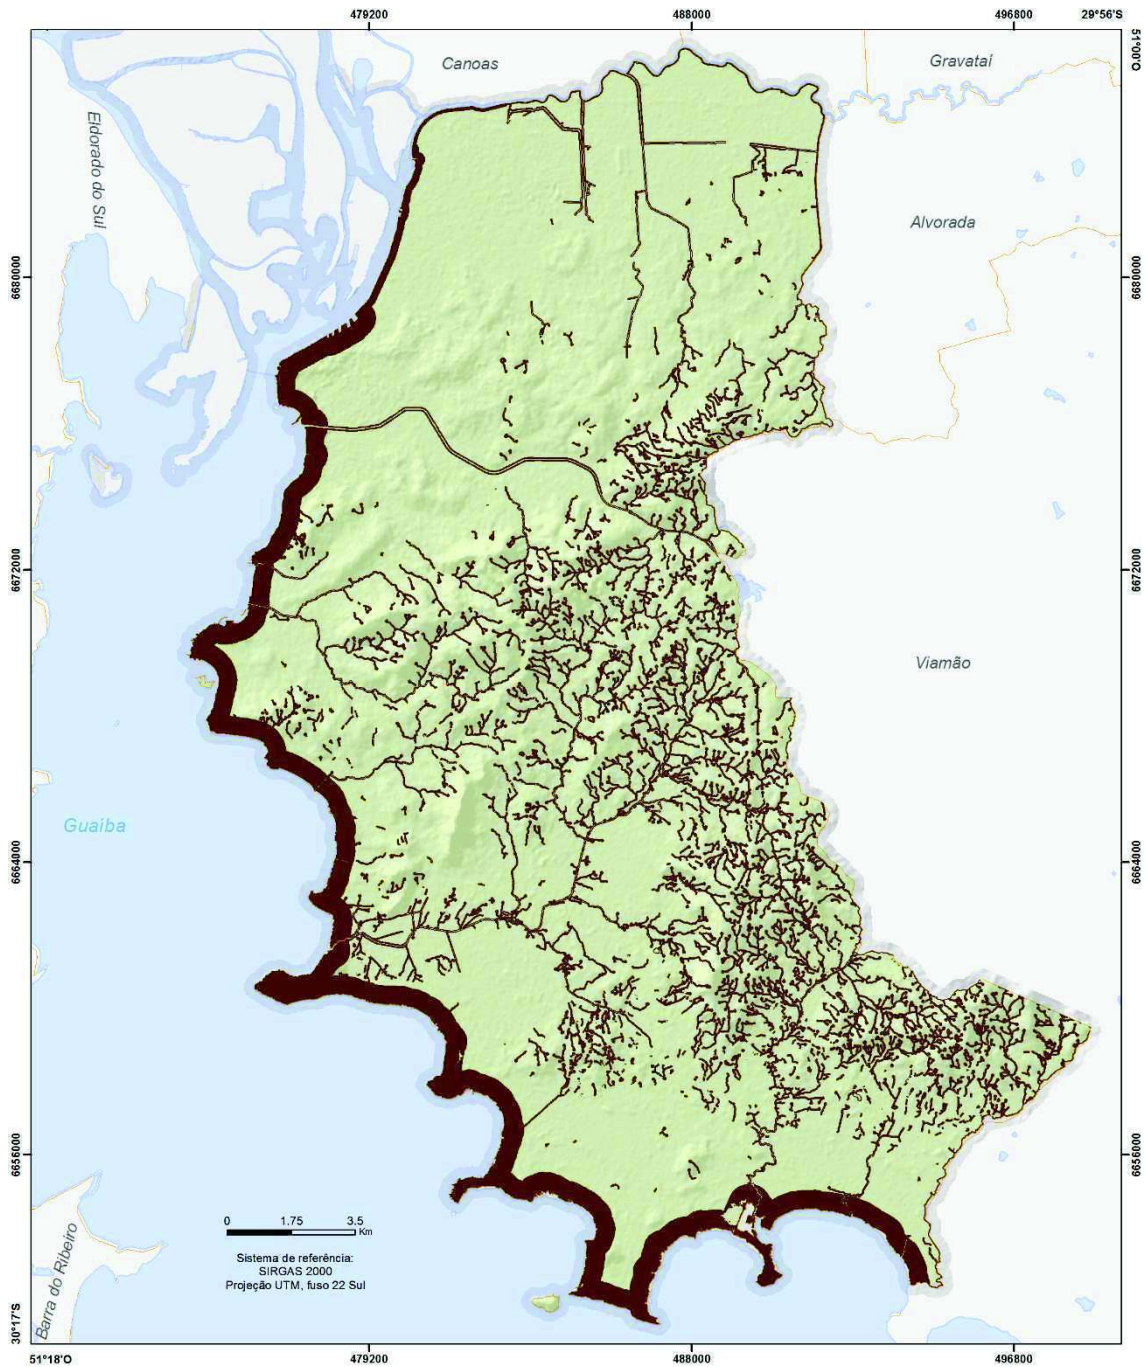 479200
488000
496800
29°56'S
51°00'O
Canoas
Gravataí
Eldorado do Sul
Alvorada
6680000
6680000
6672000
6672000
Viamão
Guaíba
6664000
6664000
6656000
6656000
0 1.75 3.5
Km
Sistema de referência:
SIRGAS 2000
Projeção UTM, fuso 22 Sul
Barra do Ribeiro
30°17'S
51°18'O
479200
488000
496800